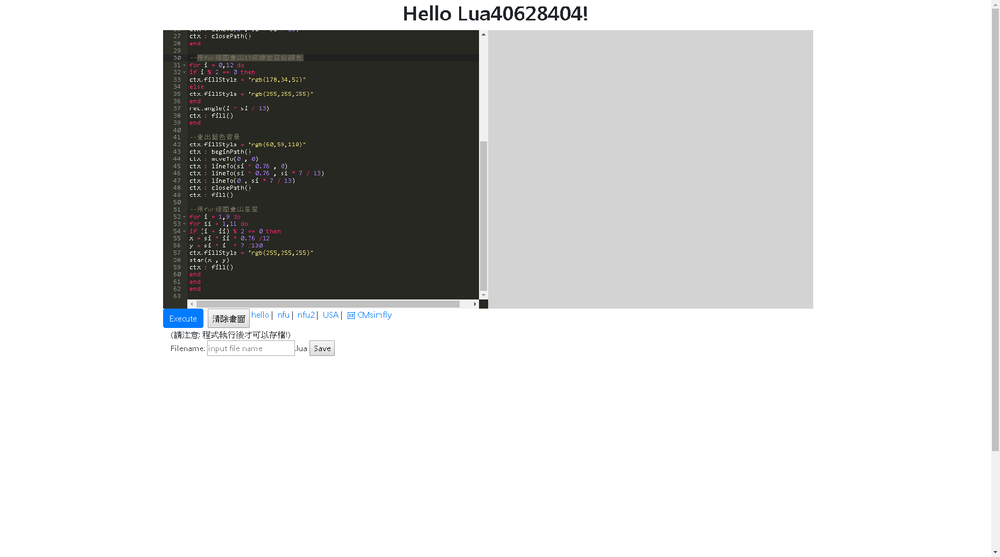 Hello Lua40628404!
27 ctx : closePath()
28 end
29
30 --用for迴圈畫出13條線並且給顏色
31 for i = 0,12 do
32 if i % 2 == 0 then
33 ctx.fillStyle = "rgb(178,34,52)"
34 else
35 ctx.fillStyle = "rgb(255,255,255)"
36 end
37 rectangle(i * si / 13)
38 ctx : fill()
39 end
40
41 --畫出藍色背景
42 ctx.fillStyle = "rgb(60,59,110)"
43 ctx : beginPath()
44 ctx : moveTo(0 , 0)
45 ctx : lineTo(si * 0.76 , 0)
46 ctx : lineTo(si * 0.76 , si * 7 / 13)
47 ctx : lineTo(0 , si * 7 / 13)
48 ctx : closePath()
49 ctx : fill()
50
51 --用for迴圈畫出星星
52 for i = 1,9 do
53 for ii = 1,11 do
54 if (i + ii) % 2 == 0 then
55 x = si * ii * 0.76 /12
56 y = si * i  * 7 /130
57 ctx.fillStyle = "rgb(255,255,255)"
58 star(x , y)
59 ctx : fill()
60 end
61 end
62 end
63
Execute 清除畫面 hello | nfu | nfu2 | USA | 回 CMsimfly
(請注意: 程式執行後才可以存檔!)
Filename: input file name .lua Save